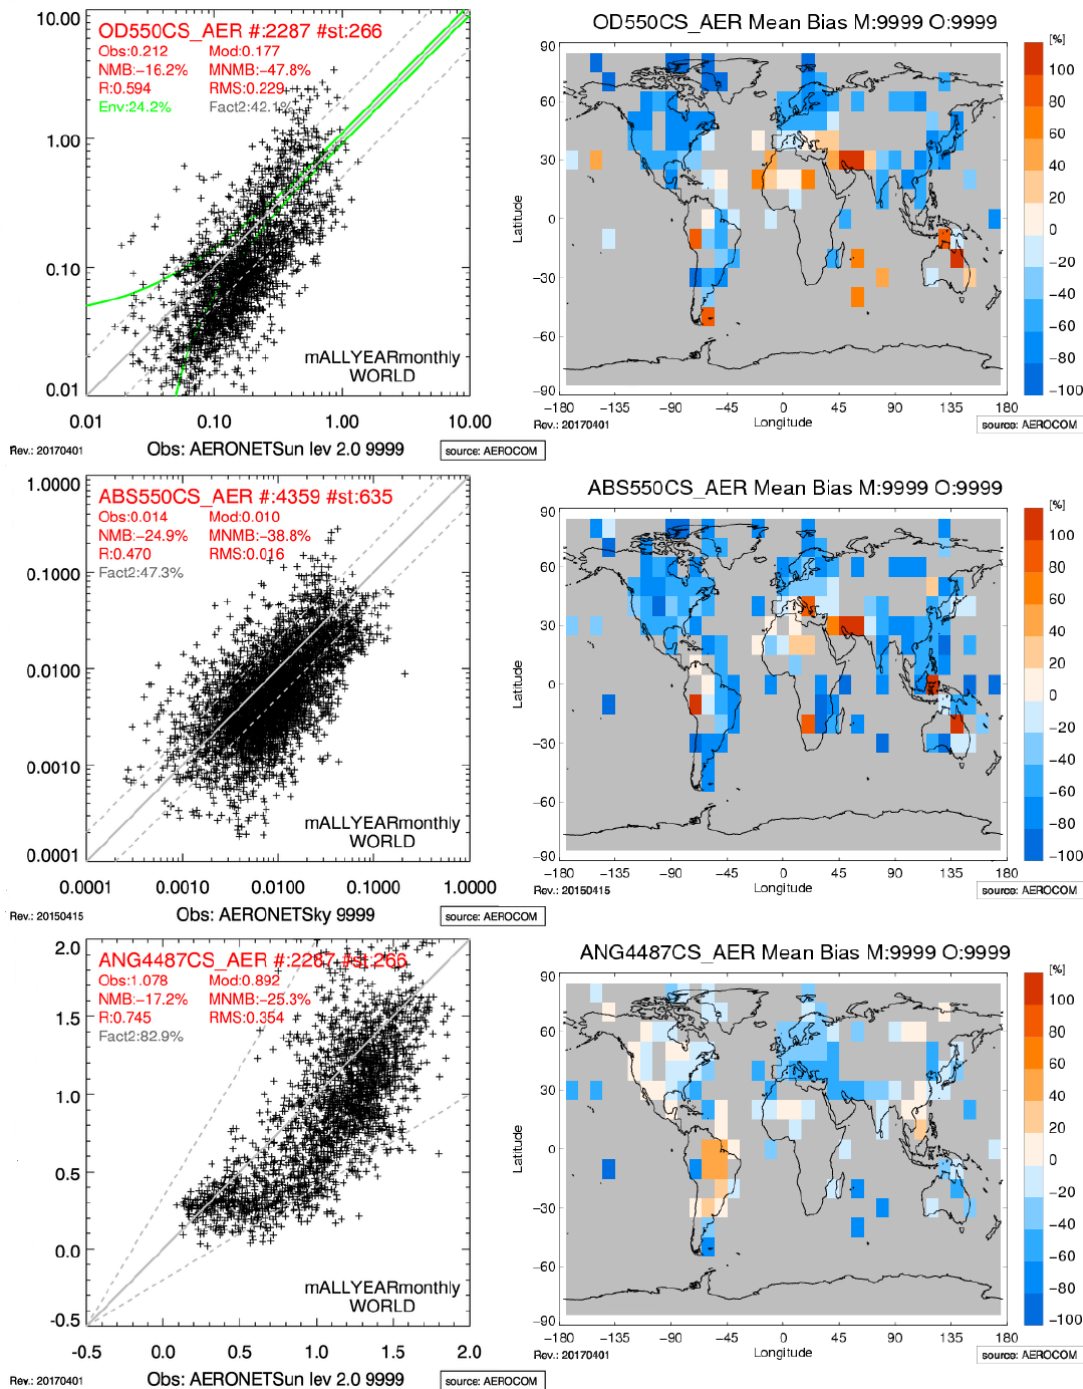 OD550CS_AER #:2287 #st:266
Obs:0.212 Mod:0.177
NMB:−16.2% MNMB:−47.8%
R:0.594 RMS:0.229
Env:24.2% Fact2:42.1%
10.00
1.00
0.10
0.01
mALLYEARmonthly
WORLD
0.01 0.10 1.00 10.00
Rev.: 20170401 Obs: AERONETSun lev 2.0 9999 source: AEROCOM
OD550CS_AER Mean Bias M:9999 O:9999
[%]
90
60
30
0
−30
−60
−90
Latitude
100
80
60
40
20
0
−20
−40
−60
−80
−100
−180 −135 −90 −45 0 45 90 135 180
Rev.: 20170401 Longitude source: AEROCOM
ABS550CS_AER #:4359 #st:635
Obs:0.014 Mod:0.010
NMB:−24.9% MNMB:−38.8%
R:0.470 RMS:0.016
Fact2:47.3%
1.0000
0.1000
0.0100
0.0010
0.0001
mALLYEARmonthly
WORLD
0.0001 0.0010 0.0100 0.1000 1.0000
Rev.: 20150415 Obs: AERONETSky 9999 source: AEROCOM
ABS550CS_AER Mean Bias M:9999 O:9999
[%]
90
60
30
0
−30
−60
−90
Latitude
100
80
60
40
20
0
−20
−40
−60
−80
−100
−180 −135 −90 −45 0 45 90 135 180
Rev.: 20150415 Longitude source: AEROCOM
ANG4487CS_AER #:2287 #st:266
Obs:1.078 Mod:0.892
NMB:−17.2% MNMB:−25.3%
R:0.745 RMS:0.354
Fact2:82.9%
2.0
1.5
1.0
0.5
0.0
-0.5
mALLYEARmonthly
WORLD
-0.5 0.0 0.5 1.0 1.5 2.0
Rev.: 20170401 Obs: AERONETSun lev 2.0 9999 source: AEROCOM
ANG4487CS_AER Mean Bias M:9999 O:9999
[%]
90
60
30
0
−30
−60
−90
Latitude
100
80
60
40
20
0
−20
−40
−60
−80
−100
−180 −135 −90 −45 0 45 90 135 180
Rev.: 20170401 Longitude source: AEROCOM